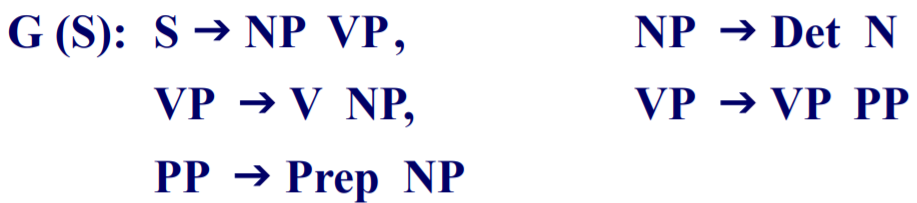 G (S): S → NP VP, NP → Det N
VP → V NP, VP → VP PP
PP → Prep NP